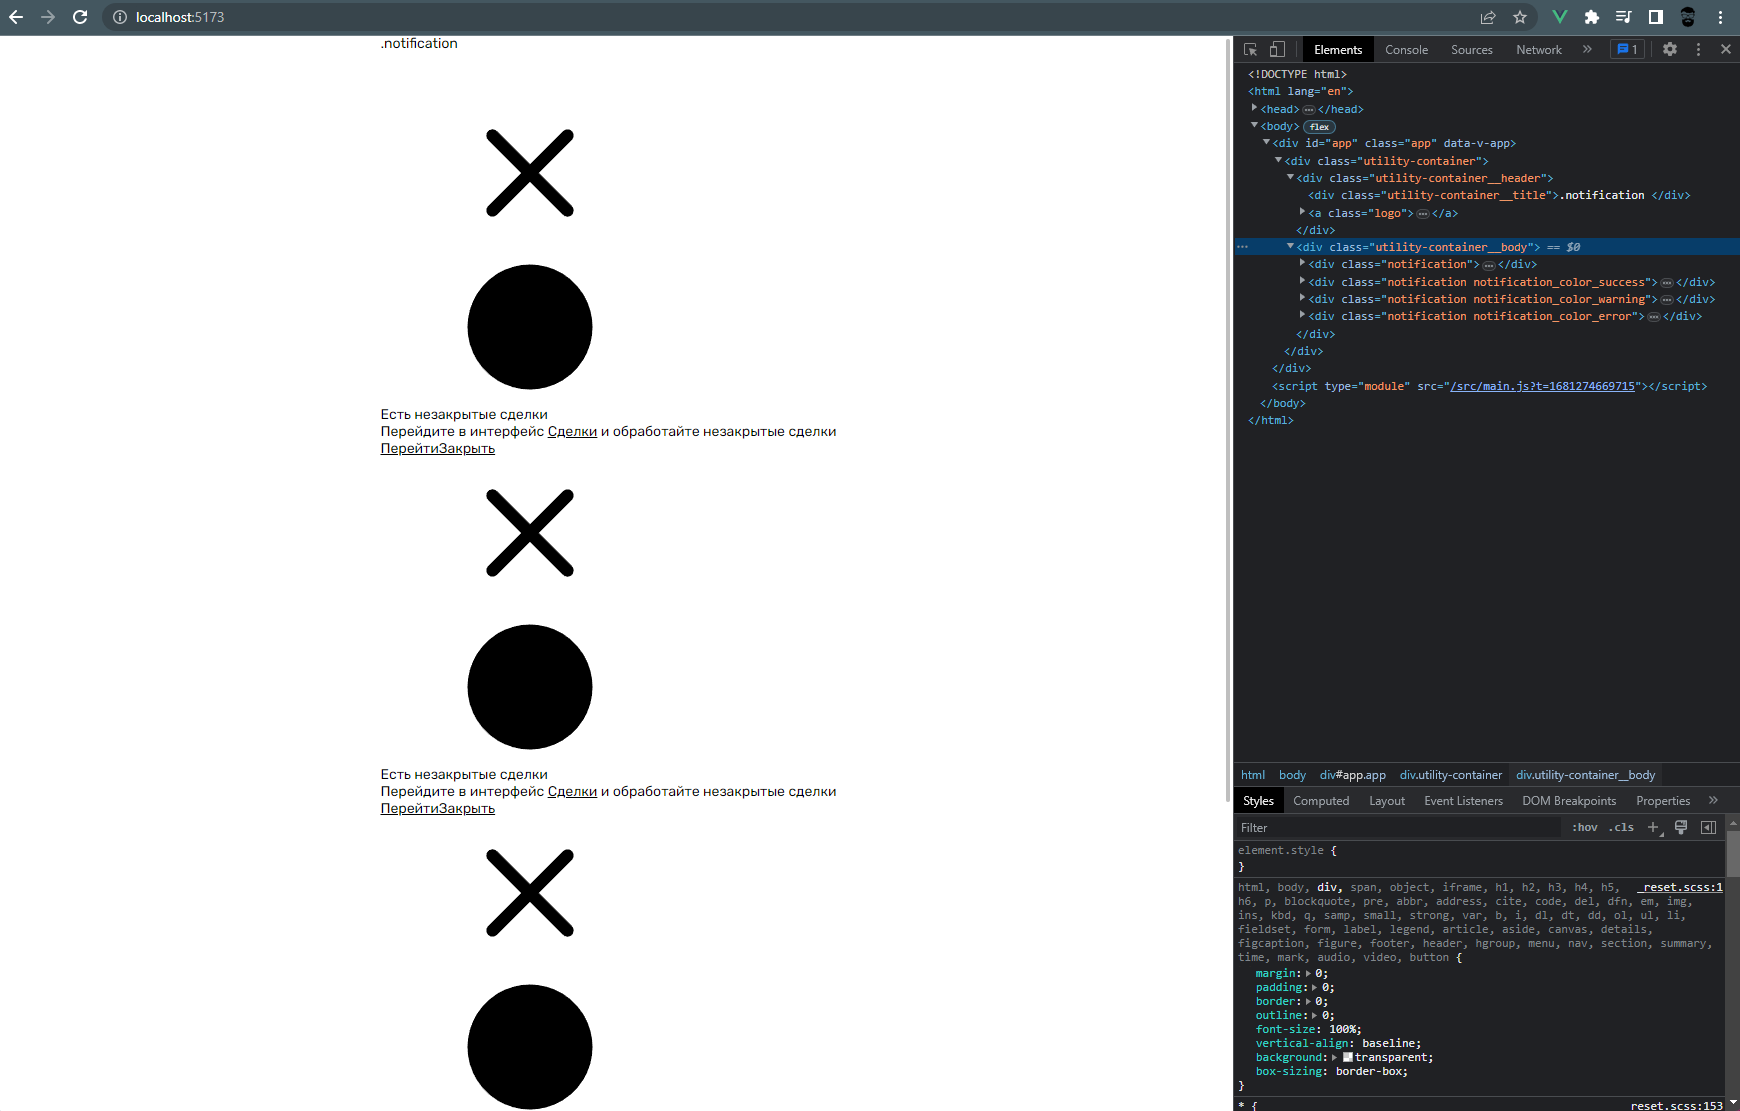 localhost:5173
.notification
Есть незакрытые сделки
Перейдите в интерфейс Сделки и обработайте незакрытые сделки
ПерейтиЗакрыть
Есть незакрытые сделки
Перейдите в интерфейс Сделки и обработайте незакрытые сделки
ПерейтиЗакрыть
Elements Console Sources Network » 1
<!DOCTYPE html>
<html lang="en">
<head> ••• </head>
<body> flex
<div id="app" class="app" data-v-app>
<div class="utility-container">
<div class="utility-container__header">
<div class="utility-container__title">.notification </div>
<a class="logo"> ••• </a>
</div>
••• <div class="utility-container__body"> == $0
<div class="notification"> ••• </div>
<div class="notification notification_color_success"> ••• </div>
<div class="notification notification_color_warning"> ••• </div>
<div class="notification notification_color_error"> ••• </div>
</div>
</div>
</div>
<script type="module" src="/src/main.js?t=1681274669715"></script>
</body>
</html>
html body div#app.app div.utility-container div.utility-container__body
Styles Computed Layout Event Listeners DOM Breakpoints Properties »
Filter :hov .cls +
element.style {
}
html, body, div, span, object, iframe, h1, h2, h3, h4, h5, _reset.scss:1
h6, p, blockquote, pre, abbr, address, cite, code, del, dfn, em, img,
ins, kbd, q, samp, small, strong, var, b, i, dl, dt, dd, ol, ul, li,
fieldset, form, label, legend, article, aside, canvas, details,
figcaption, figure, footer, header, hgroup, menu, nav, section, summary,
time, mark, audio, video, button {
margin: 0;
padding: 0;
border: 0;
outline: 0;
font-size: 100%;
vertical-align: baseline;
background: transparent;
box-sizing: border-box;
}
* { _reset.scss:153